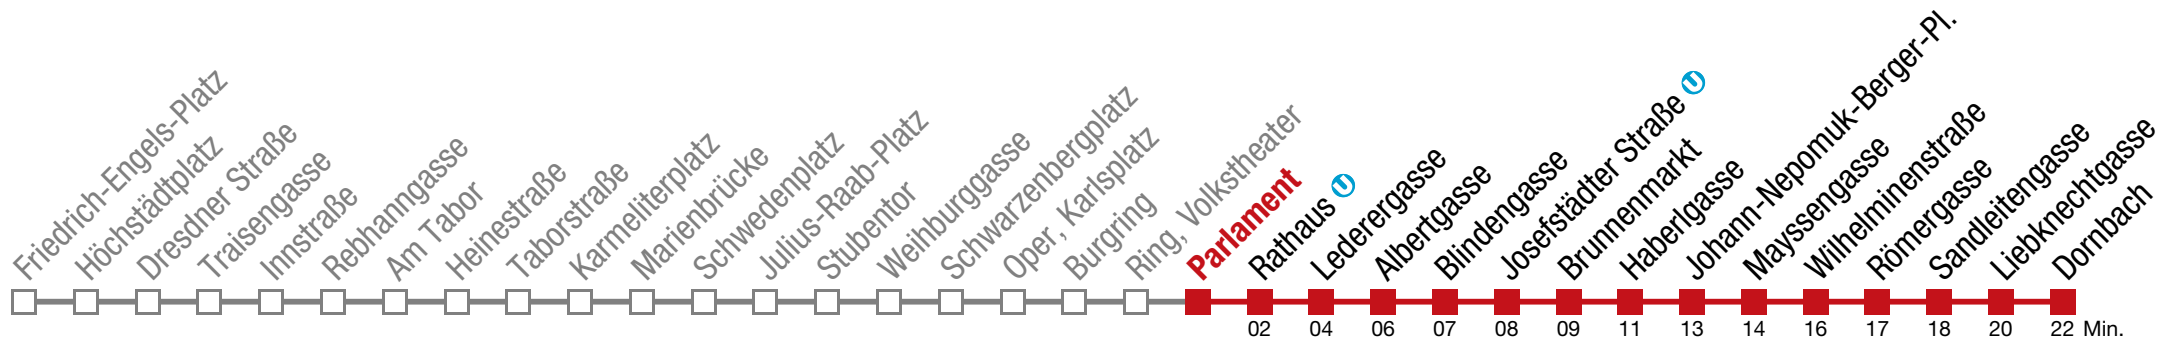 Friedrich-Engels-Platz
Höchstädtplatz
Dresdner Straße
Traisengasse
Innstraße
Rebhanngasse
Am Tabor
Heinestraße
Taborstraße
Karmeliterplatz
Marienbrücke
Schwedenplatz
Julius-Raab-Platz
Stubentor
Weihburggasse
Schwarzenbergplatz
Oper, Karlsplatz
Burgring
Ring, Volkstheater
Parlament
Rathaus U
Lederergasse
Albertgasse
Blindengasse
Josefstädter Straße U
Brunnenmarkt
Haberlgasse
Johann-Nepomuk-Berger-Pl.
Mayssengasse
Wilhelminenstraße
Römergasse
Sandleitengasse
Liebknechtgasse
Dornbach
02 04 06 07 08 09 11 13 14 16 17 18 20 22 Min.